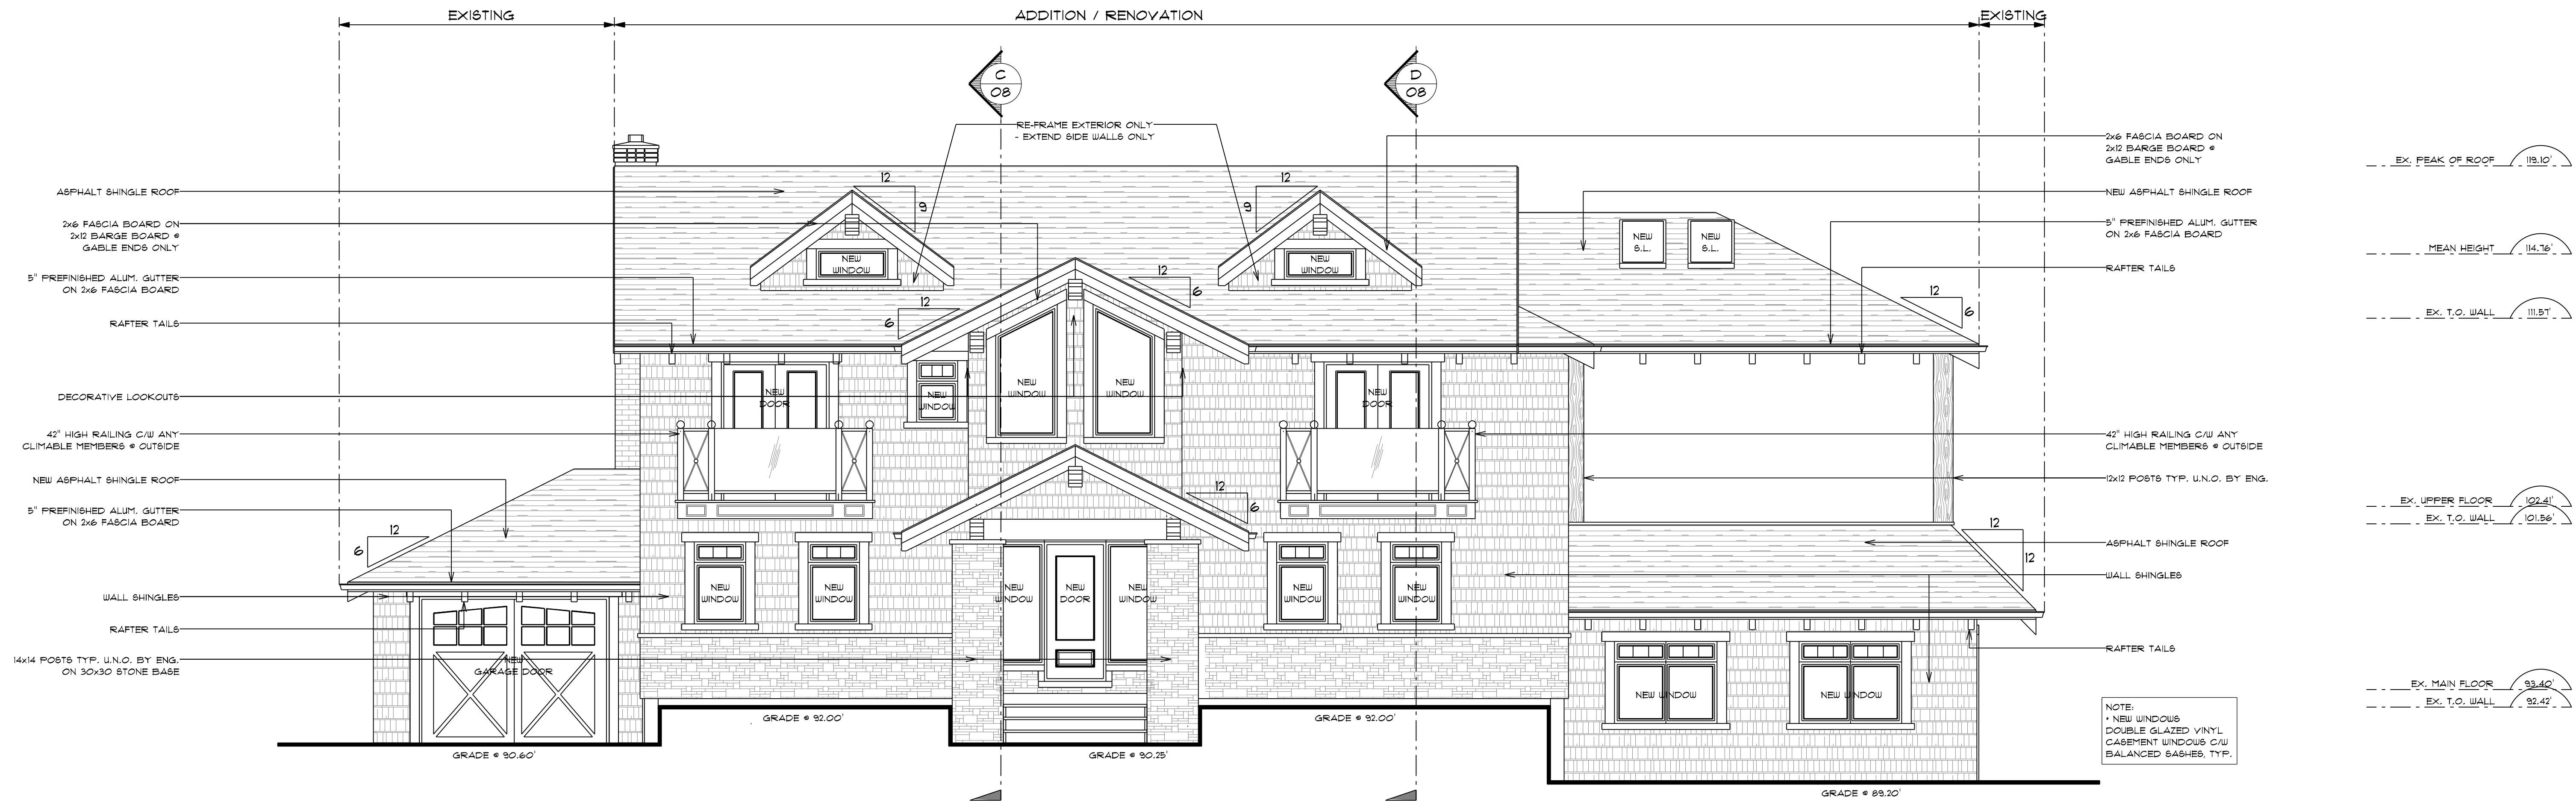 EXISTING
ADDITION / RENOVATION
EXISTING
C
08
D
08
RE-FRAME EXTERIOR ONLY
- EXTEND SIDE WALLS ONLY
2x6 FASCIA BOARD ON
2x12 BARGE BOARD @
GABLE ENDS ONLY
EX. PEAK OF ROOF 119.10'
ASPHALT SHINGLE ROOF
12
9
12
9
NEW ASPHALT SHINGLE ROOF
2x6 FASCIA BOARD ON
2x12 BARGE BOARD @
GABLE ENDS ONLY
5" PREFINISHED ALUM. GUTTER
ON 2x6 FASCIA BOARD
NEW
S.L.
NEW
S.L.
MEAN HEIGHT 114.76'
NEW
WINDOW
NEW
WINDOW
5" PREFINISHED ALUM. GUTTER
ON 2x6 FASCIA BOARD
RAFTER TAILS
12
6
12
6
12
6
EX. T.O. WALL 111.57'
RAFTER TAILS
NEW
DOOR
NEW
WINDOW
NEW
WINDOW
NEW
WINDOW
NEW
DOOR
DECORATIVE LOOKOUTS
42" HIGH RAILING C/W ANY
CLIMABLE MEMBERS @ OUTSIDE
42" HIGH RAILING C/W ANY
CLIMABLE MEMBERS @ OUTSIDE
NEW ASPHALT SHINGLE ROOF
12x12 POSTS TYP. U.N.O. BY ENG.
12
6
EX. UPPER FLOOR 102.41'
EX. T.O. WALL 101.56'
5" PREFINISHED ALUM. GUTTER
ON 2x6 FASCIA BOARD
12
6
12
12
ASPHALT SHINGLE ROOF
WALL SHINGLES
NEW
WINDOW
NEW
WINDOW
NEW
WINDOW
NEW
DOOR
NEW
WINDOW
NEW
WINDOW
NEW
WINDOW
WALL SHINGLES
RAFTER TAILS
RAFTER TAILS
14x14 POSTS TYP. U.N.O. BY ENG.
ON 30x30 STONE BASE
NEW
GARAGE DOOR
NEW WINDOW
NEW WINDOW
EX. MAIN FLOOR 93.40'
EX. T.O. WALL 92.42'
GRADE @ 92.00'
GRADE @ 92.00'
NOTE:
* NEW WINDOWS
DOUBLE GLAZED VINYL
CASEMENT WINDOWS C/W
BALANCED SASHES, TYP.
GRADE @ 90.60'
GRADE @ 90.25'
GRADE @ 89.20'